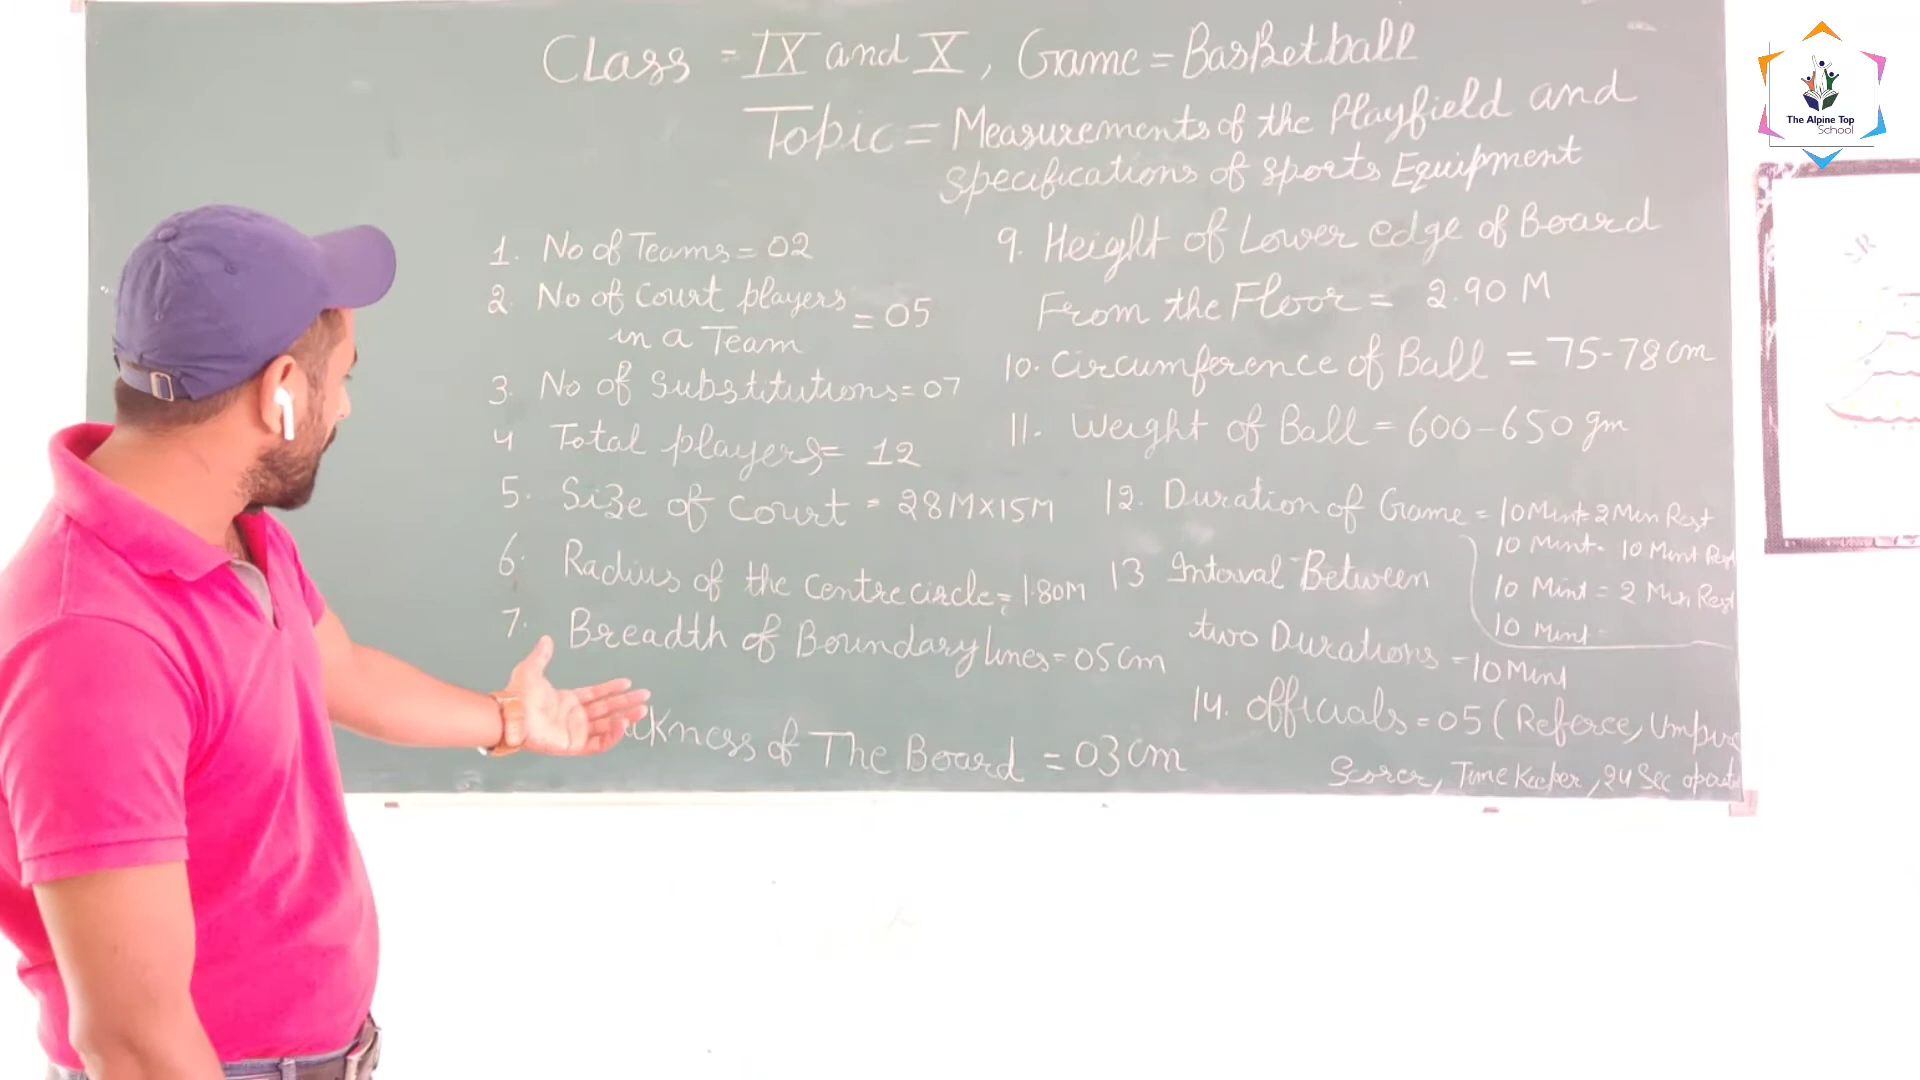 Class = IX and X, Game = Basketball
Topic = Measurements of the Playfield and
specifications of sports Equipment
1. No of Teams = 02
2. No of Court players
in a Team = 05
3. No of Substitutions = 07
4 Total players = 12
5. Size of Court = 28M×15M
6. Radius of the Centre circle = 1.80M
7. Breadth of Boundary lines = 05cm
ckness of The Board = 03cm
9. Height of Lower edge of Board
From the Floor = 2.90 M
10. Circumference of Ball = 75-78cm
11. Weight of Ball = 600-650 gm
12. Duration of Game = 10 Mint = 2 Min Rest
10 Mint - 10 Mint Rest
10 Mint = 2 Min Rest
10 Mint -
13 Interval Between
two Durations = 10 Mint
14. officials = 05 (Referee, Umpire
Scorer, Time Keeper, 24 Sec
The Alpine Top
School